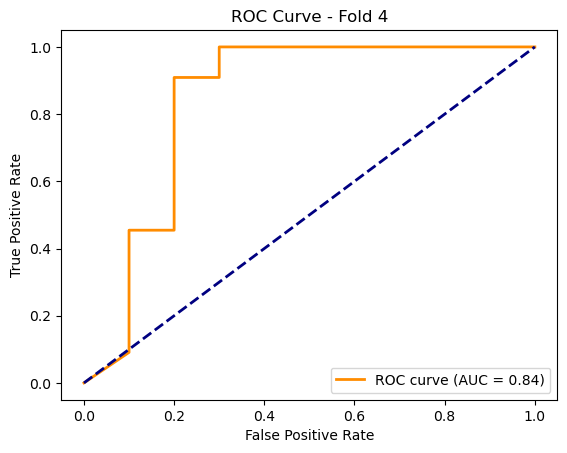 ROC Curve - Fold 4
1.0
0.8
0.6
0.4
0.2
0.0
True Positive Rate
ROC curve (AUC = 0.84)
0.0 0.2 0.4 0.6 0.8 1.0
False Positive Rate